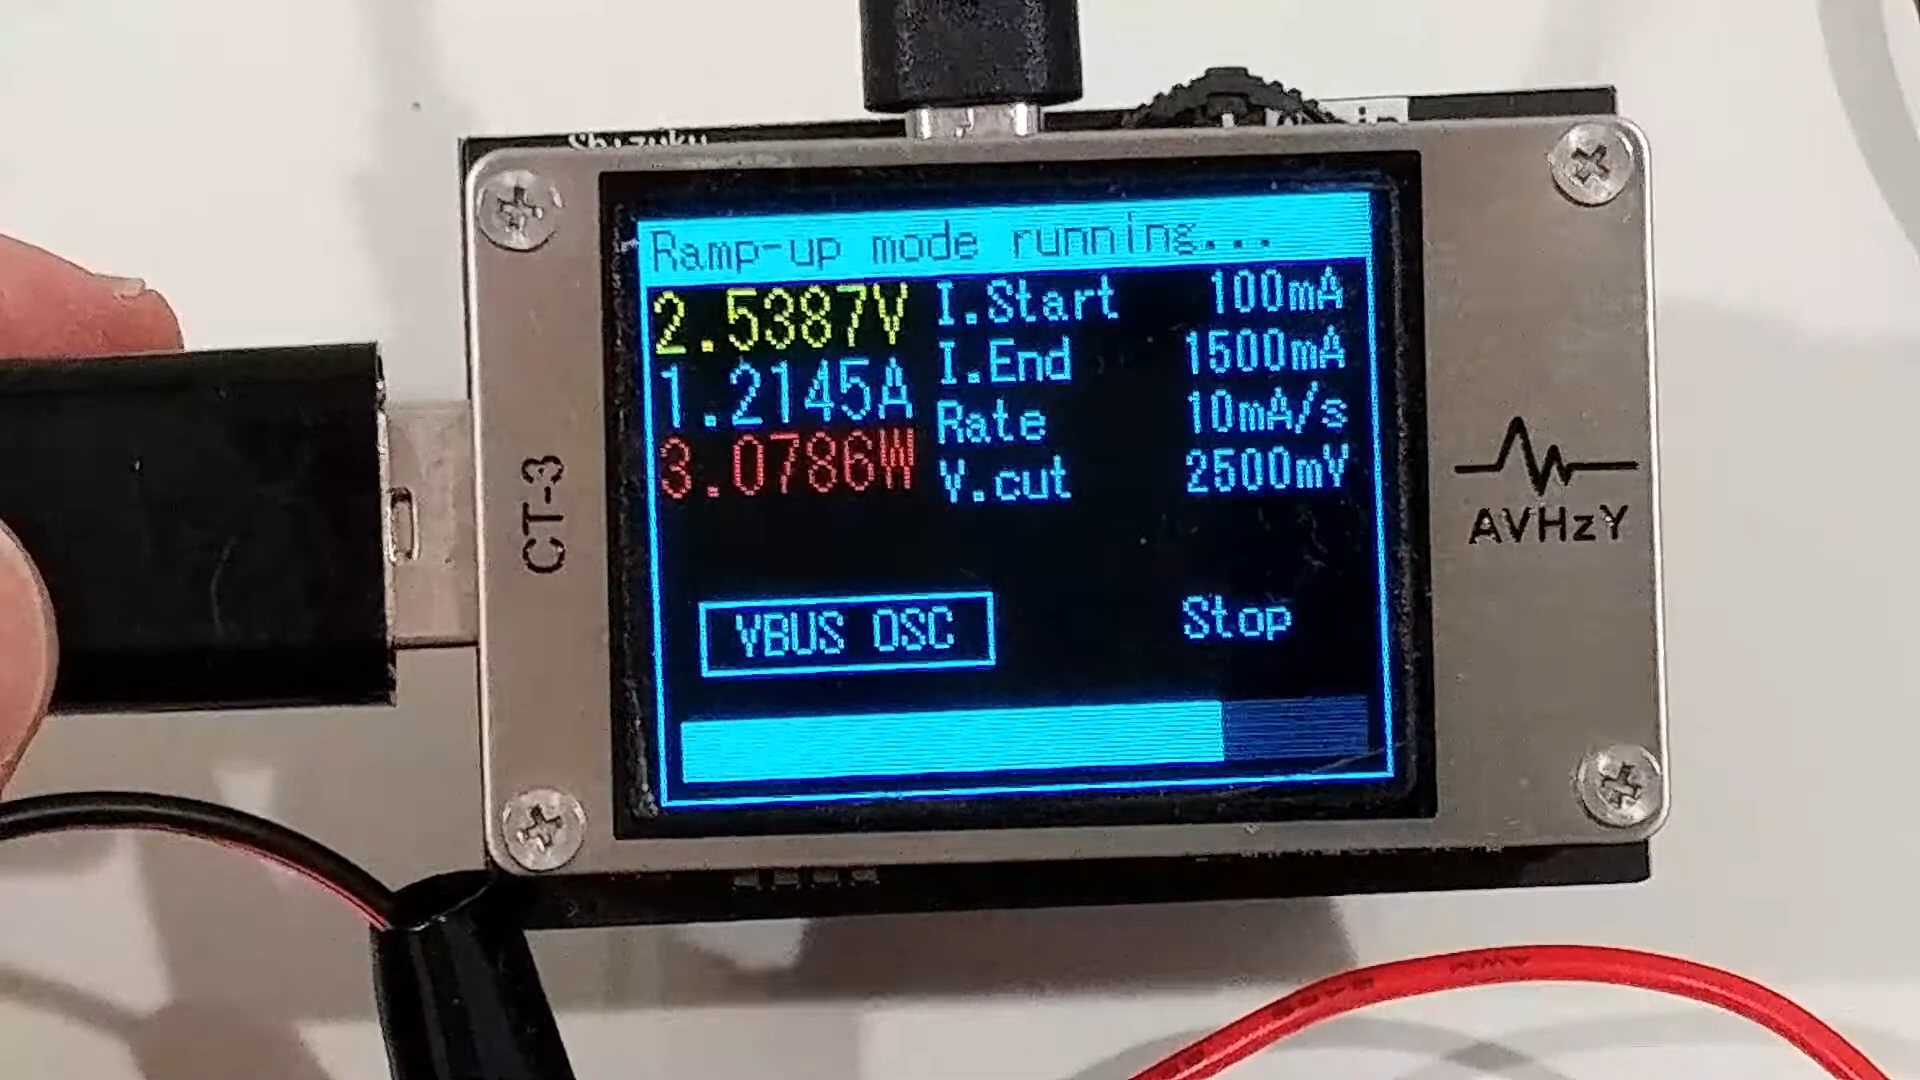 Shizuku
Ramp-up mode running...
2.5387V
1.2145A
3.0786W
I.Start 100mA
I.End 1500mA
Rate 10mA/s
V.cut 2500mV
VBUS OSC
Stop
CT-3
AVHzY